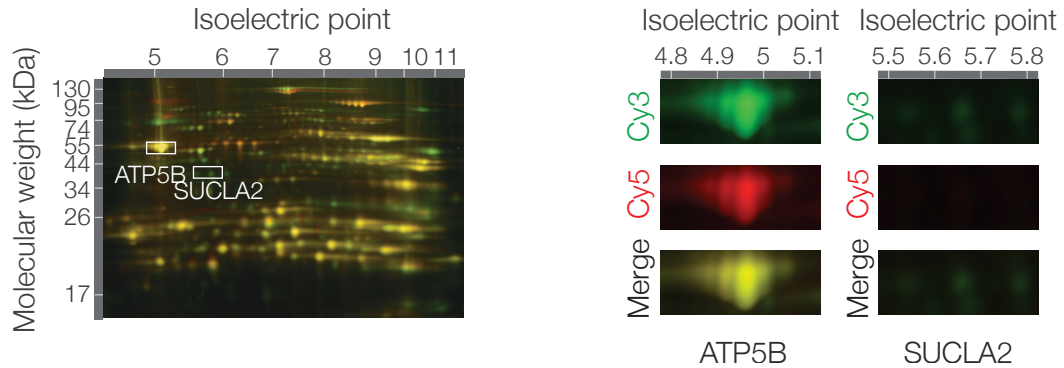 Isoelectric point
5 6 7 8 9 10 11
Molecular weight (kDa)
130
95
74
55
44
34
26
17
ATP5B
SUCLA2
Isoelectric point
4.8 4.9 5 5.1
Cy3
Cy5
Merge
ATP5B
Isoelectric point
5.5 5.6 5.7 5.8
Cy3
Cy5
Merge
SUCLA2